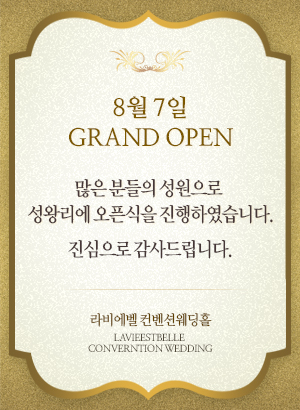 8월 7일
GRAND OPEN
많은 분들의 성원으로
성왕리에 오픈식을 진행하였습니다.
진심으로 감사드립니다.
라비에벨 컨벤션웨딩홀
LAVIEESTBELLE
CONVERNTION WEDDING